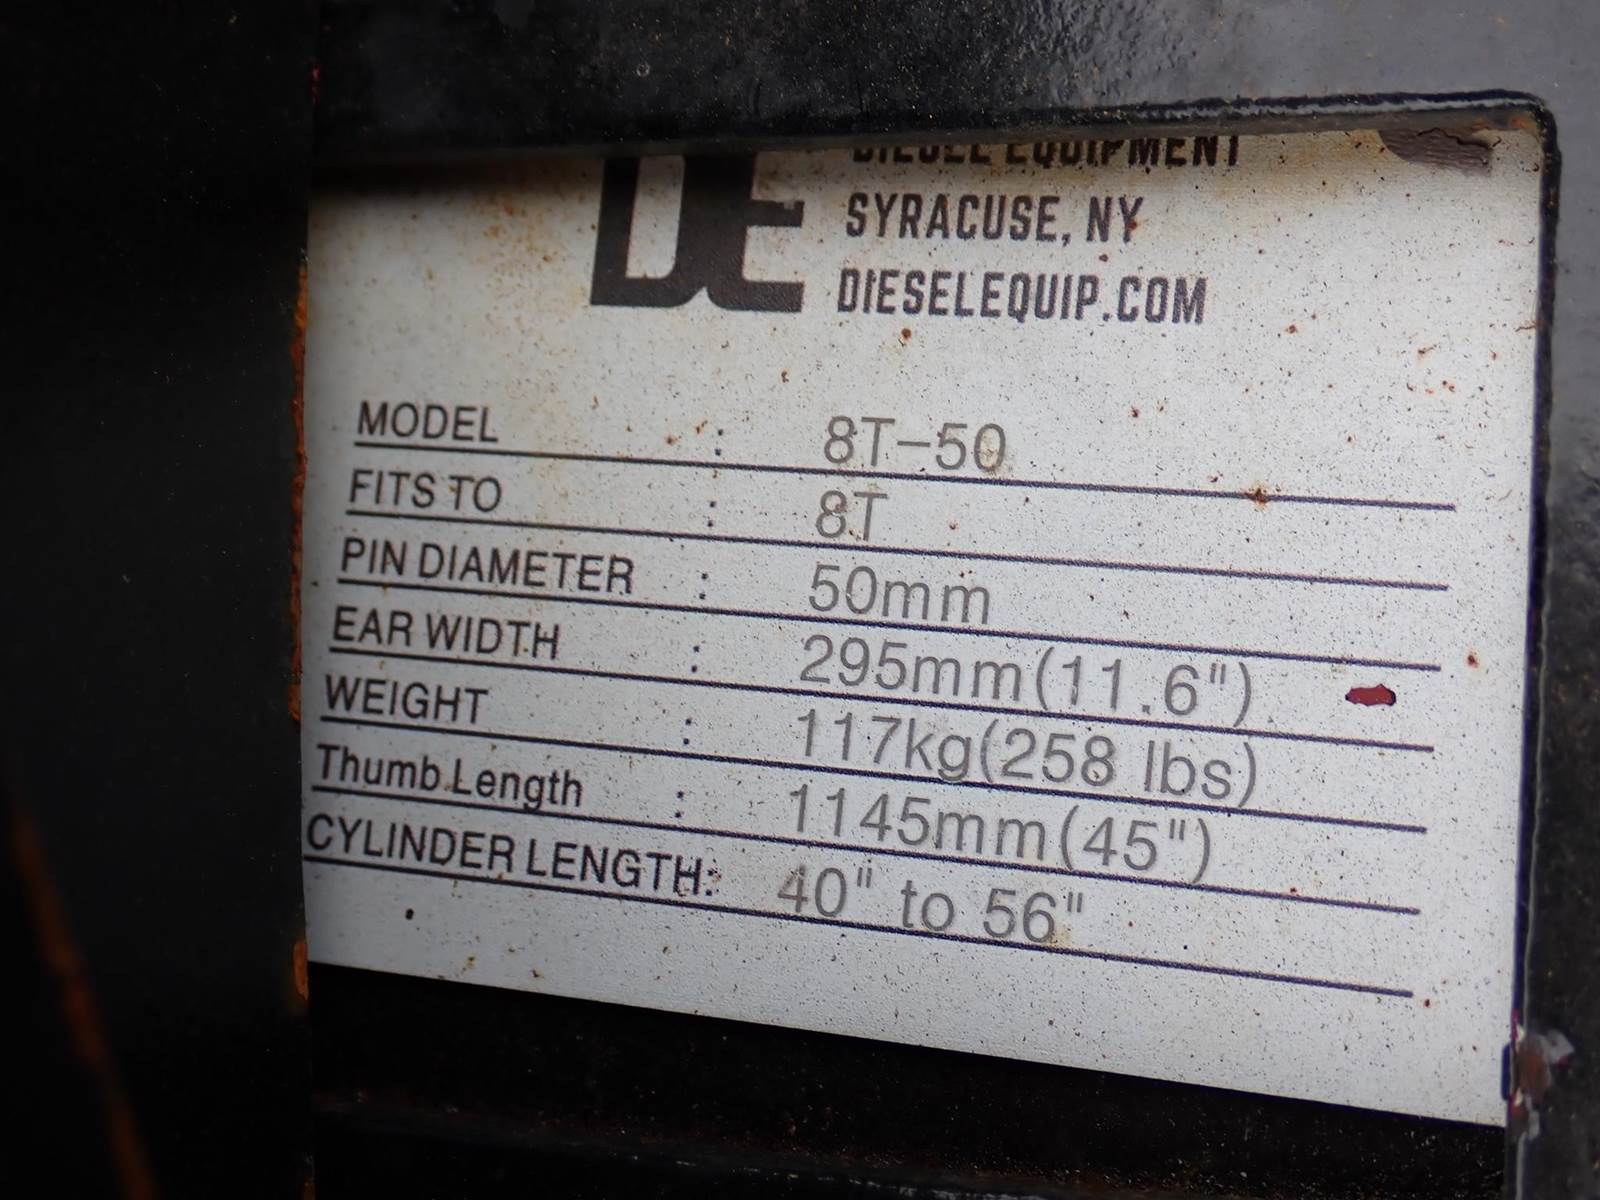 DE
DIESEL EQUIPMENT
SYRACUSE, NY
DIESELEQUIP.COM
MODEL : 8T-50
FITS TO : 8T
PIN DIAMETER : 50mm
EAR WIDTH : 295mm(11.6")
WEIGHT : 117kg(258 lbs)
Thumb Length : 1145mm(45")
CYLINDER LENGTH: 40" to 56"